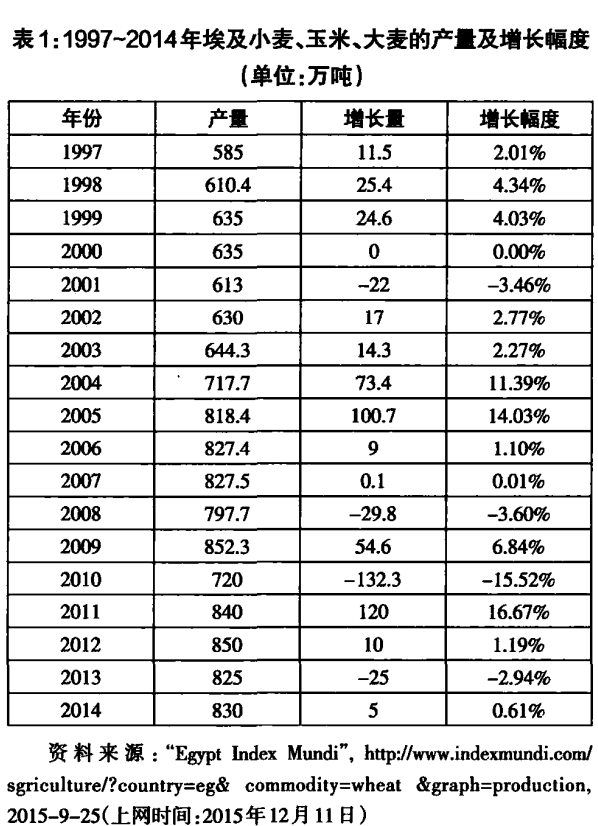 表1:1997~2014年埃及小麦、玉米、大麦的产量及增长幅度
(单位:万吨)
年份 产量 增长量 增长幅度
1997 585 11.5 2.01%
1998 610.4 25.4 4.34%
1999 635 24.6 4.03%
2000 635 0 0.00%
2001 613 -22 -3.46%
2002 630 17 2.77%
2003 644.3 14.3 2.27%
2004 717.7 73.4 11.39%
2005 818.4 100.7 14.03%
2006 827.4 9 1.10%
2007 827.5 0.1 0.01%
2008 797.7 -29.8 -3.60%
2009 852.3 54.6 6.84%
2010 720 -132.3 -15.52%
2011 840 120 16.67%
2012 850 10 1.19%
2013 825 -25 -2.94%
2014 830 5 0.61%
资料来源:“Egypt Index Mundi”, http://www.indexmundi.com/
sgriculture/?country=eg& commodity=wheat &graph=production,
2015-9-25(上网时间:2015年12月11日)